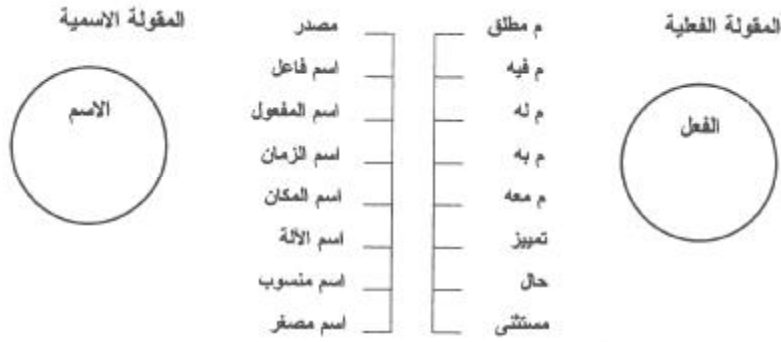 المقولة الفعلية
الفعل
م مطلق
م فيه
م له
م به
م معه
تمييز
حال
مستثنى
مصدر
اسم فاعل
اسم المفعول
اسم الزمان
اسم المكان
اسم الألة
اسم منسوب
اسم مصغر
المقولة الاسمية
الاسم